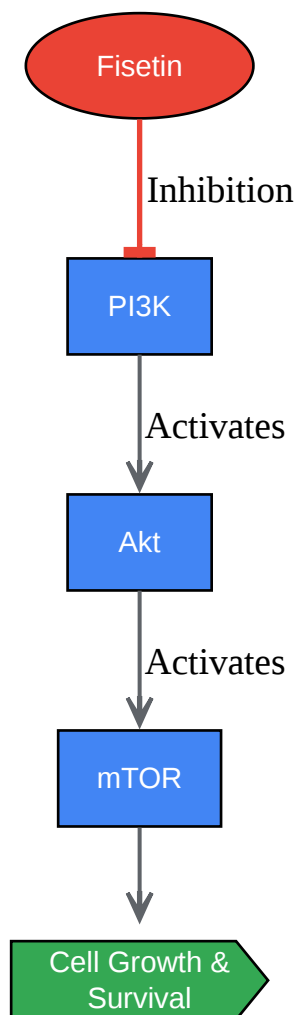 Fisetin
Inhibition
PI3K
Activates
Akt
Activates
mTOR
Cell Growth &
Survival